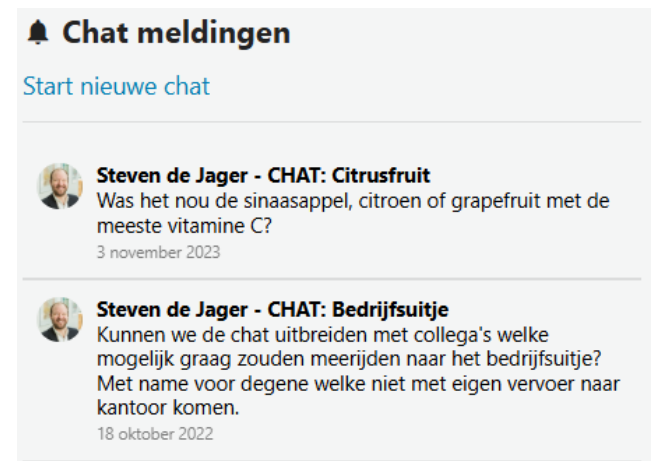 Chat meldingen
Start nieuwe chat
Steven de Jager - CHAT: Citrusfruit
Was het nou de sinaasappel, citroen of grapefruit met de
meeste vitamine C?
3 november 2023
Steven de Jager - CHAT: Bedrijfsuitje
Kunnen we de chat uitbreiden met collega's welke
mogelijk graag zouden meerijden naar het bedrijfsuitje?
Met name voor degene welke niet met eigen vervoer naar
kantoor komen.
18 oktober 2022